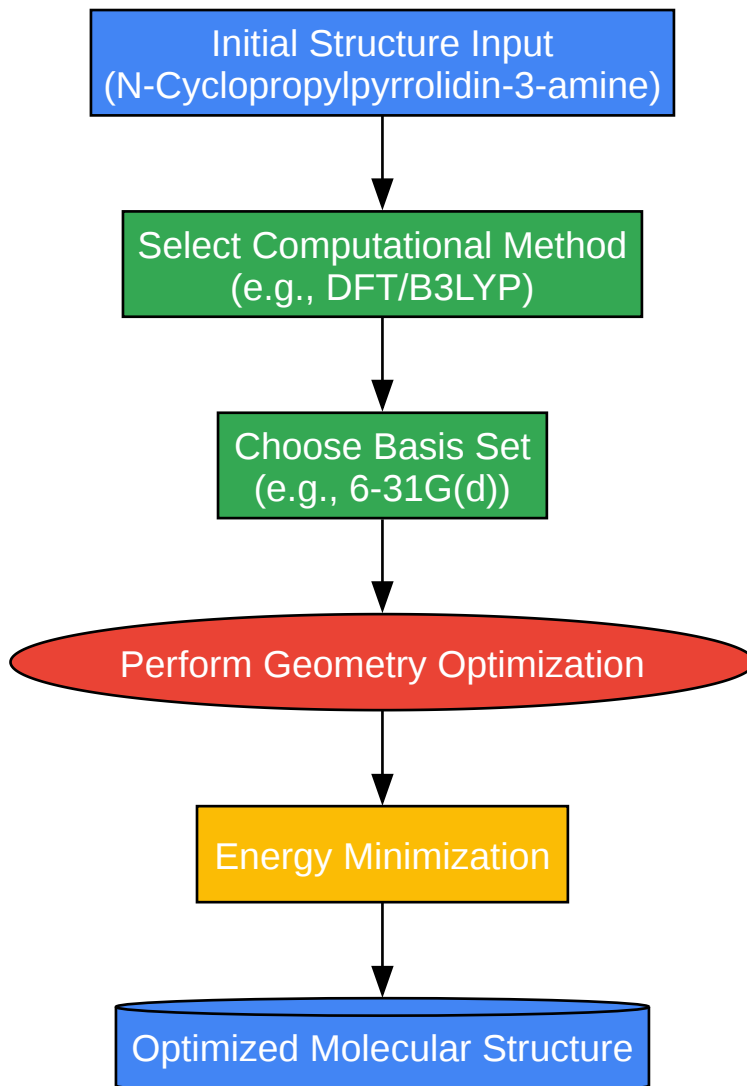 Initial Structure Input
(N-Cyclopropylpyrrolidin-3-amine)
Select Computational Method
(e.g., DFT/B3LYP)
Choose Basis Set
(e.g., 6-31G(d))
Perform Geometry Optimization
Energy Minimization
Optimized Molecular Structure